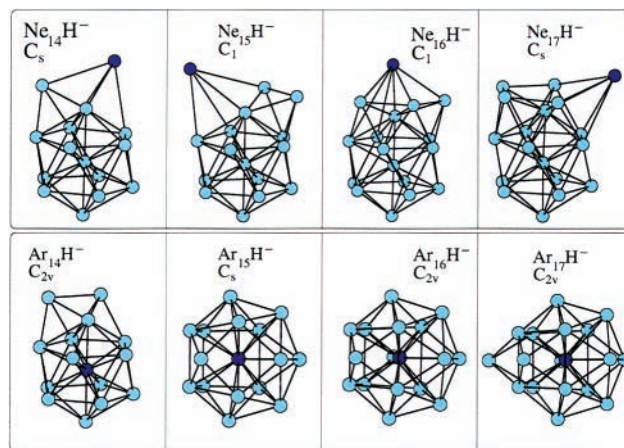 Ne₁₄H⁻
Cₛ
Ne₁₅H⁻
C₁
Ne₁₆H⁻
C₁
Ne₁₇H⁻
Cₛ
Ar₁₄H⁻
C₂ᵥ
Ar₁₅H⁻
Cₛ
Ar₁₆H⁻
C₂ᵥ
Ar₁₇H⁻
C₂ᵥ